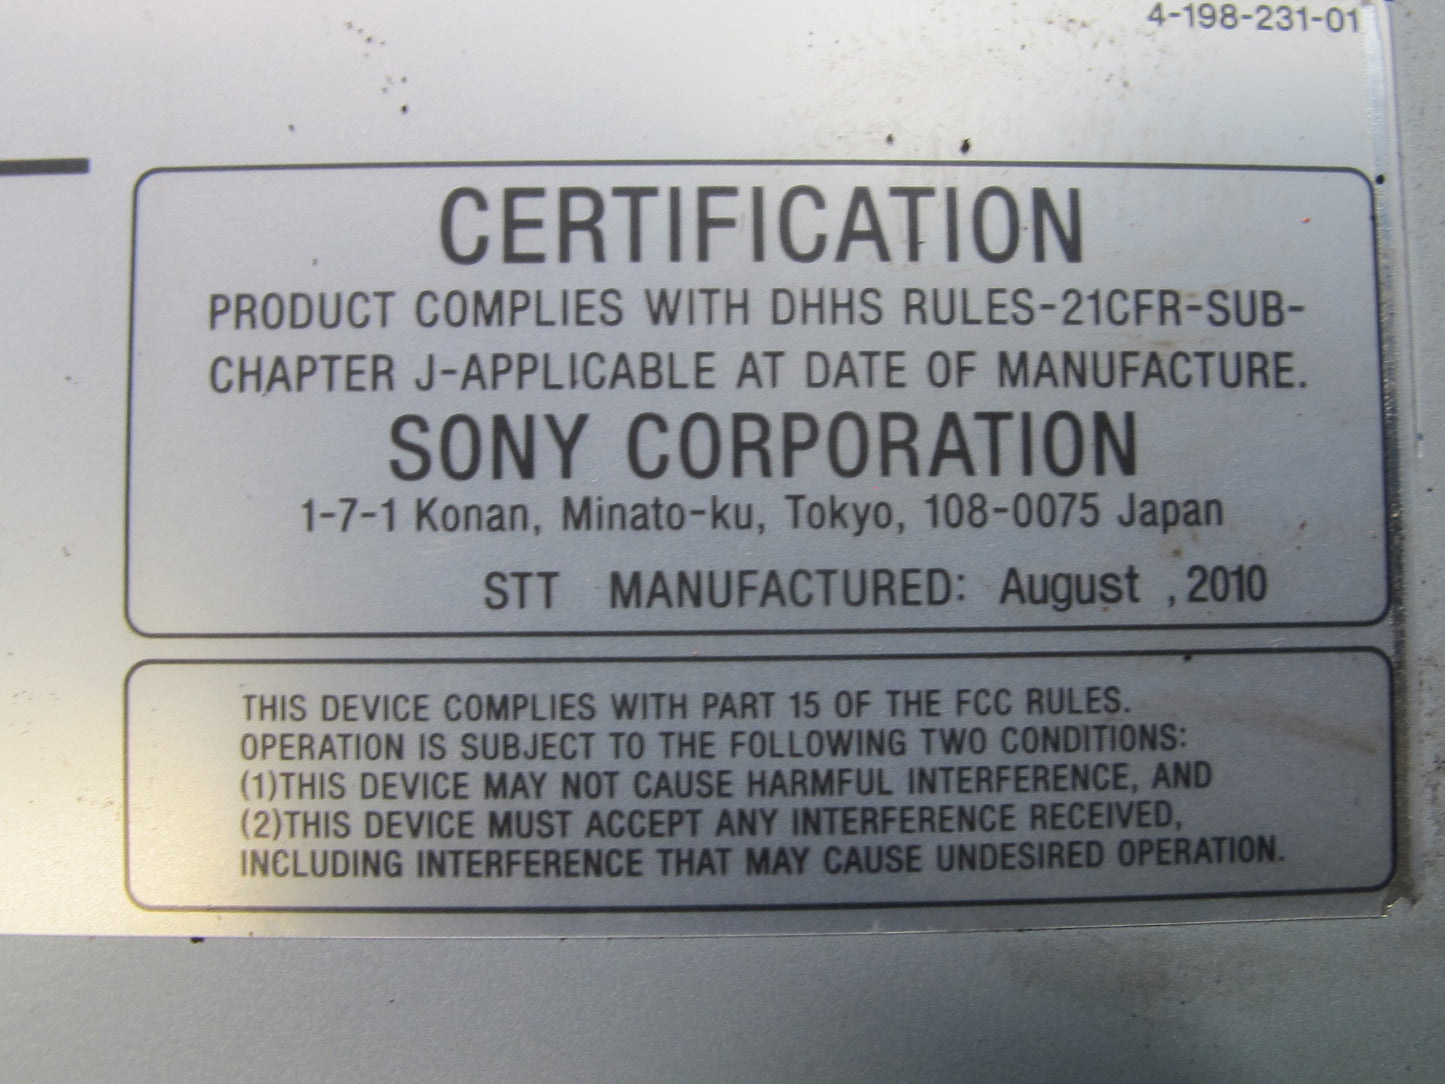 4-198-231-01
CERTIFICATION
PRODUCT COMPLIES WITH DHHS RULES-21CFR-SUB-
CHAPTER J-APPLICABLE AT DATE OF MANUFACTURE.
SONY CORPORATION
1-7-1 Konan, Minato-ku, Tokyo, 108-0075 Japan
STT MANUFACTURED: August , 2010
THIS DEVICE COMPLIES WITH PART 15 OF THE FCC RULES.
OPERATION IS SUBJECT TO THE FOLLOWING TWO CONDITIONS:
(1)THIS DEVICE MAY NOT CAUSE HARMFUL INTERFERENCE, AND
(2)THIS DEVICE MUST ACCEPT ANY INTERFERENCE RECEIVED,
INCLUDING INTERFERENCE THAT MAY CAUSE UNDESIRED OPERATION.